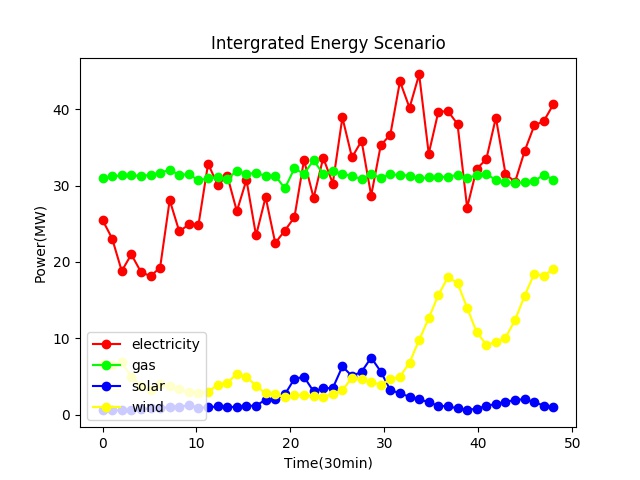 Intergrated Energy Scenario
Power(MW)
40
30
20
10
0
electricity
gas
solar
wind
0 10 20 30 40 50
Time(30min)